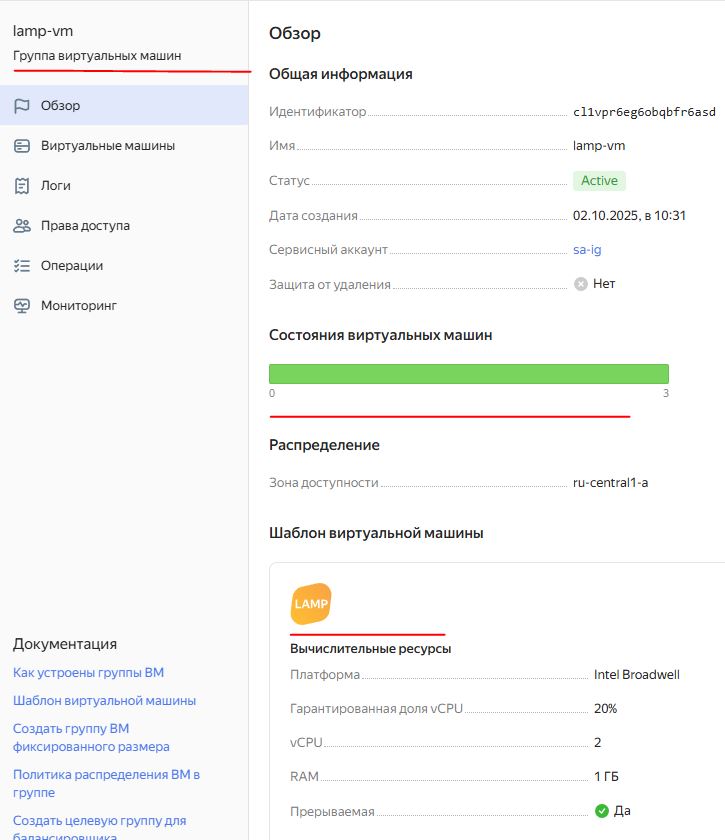 lamp-vm
Группа виртуальных машин
Обзор
Виртуальные машины
Логи
Права доступа
Операции
Мониторинг
Документация
Как устроены группы ВМ
Шаблон виртуальной машины
Создать группу ВМ
фиксированного размера
Политика распределения ВМ в
группе
Создать целевую группу для
балансировщика
Обзор
Общая информация
Идентификатор cl1vpr6eg6obqbfr6asd
Имя lamp-vm
Статус Active
Дата создания 02.10.2025, в 10:31
Сервисный аккаунт sa-ig
Защита от удаления Нет
Состояния виртуальных машин
0 3
Распределение
Зона доступности ru-central1-a
Шаблон виртуальной машины
LAMP
Вычислительные ресурсы
Платформа Intel Broadwell
Гарантированная доля vCPU 20%
vCPU 2
RAM 1 ГБ
Прерываемая Да